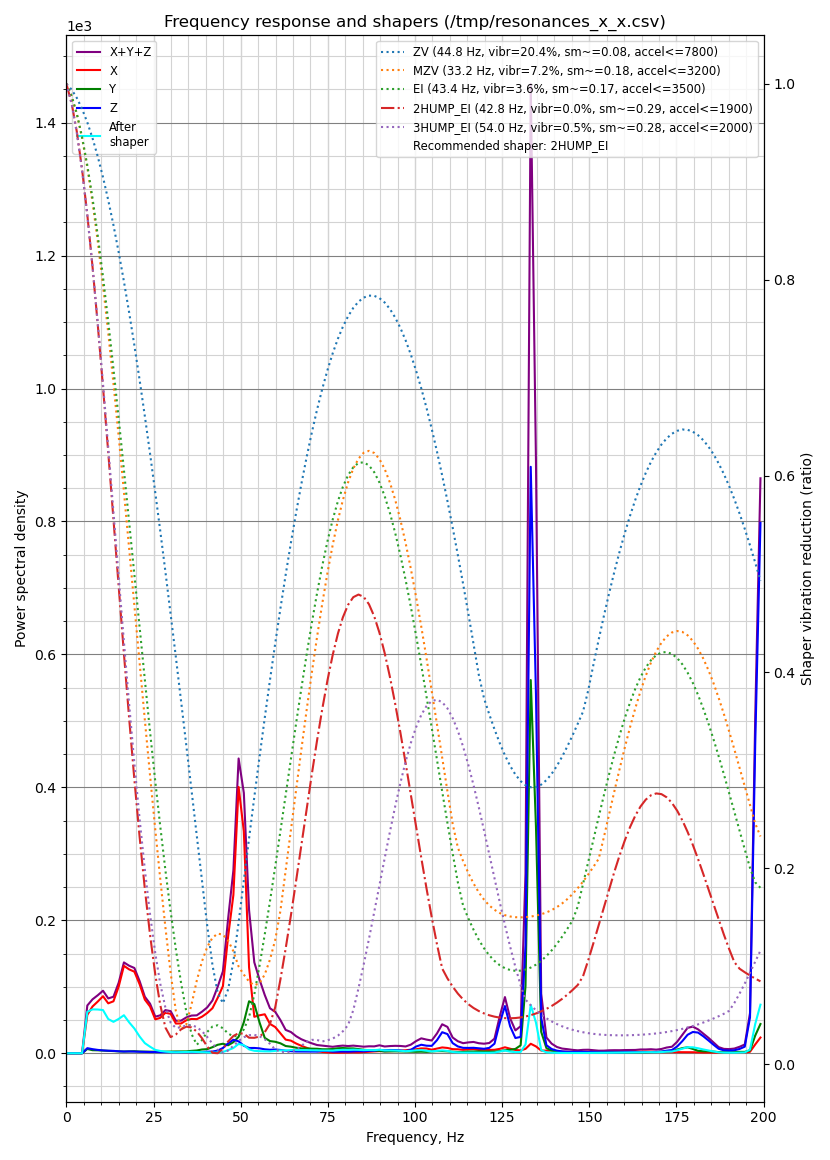 Frequency response and shapers (/tmp/resonances_x_x.csv)
1e3
X+Y+Z
X
Y
Z
After
shaper
ZV (44.8 Hz, vibr=20.4%, sm~=0.08, accel<=7800)
MZV (33.2 Hz, vibr=7.2%, sm~=0.18, accel<=3200)
EI (43.4 Hz, vibr=3.6%, sm~=0.17, accel<=3500)
2HUMP_EI (42.8 Hz, vibr=0.0%, sm~=0.29, accel<=1900)
3HUMP_EI (54.0 Hz, vibr=0.5%, sm~=0.28, accel<=2000)
Recommended shaper: 2HUMP_EI
Power spectral density
1.4
1.2
1.0
0.8
0.6
0.4
0.2
0.0
1.0
0.8
0.6
0.4
0.2
0.0
Shaper vibration reduction (ratio)
0
25
50
75
100
125
150
175
200
Frequency, Hz